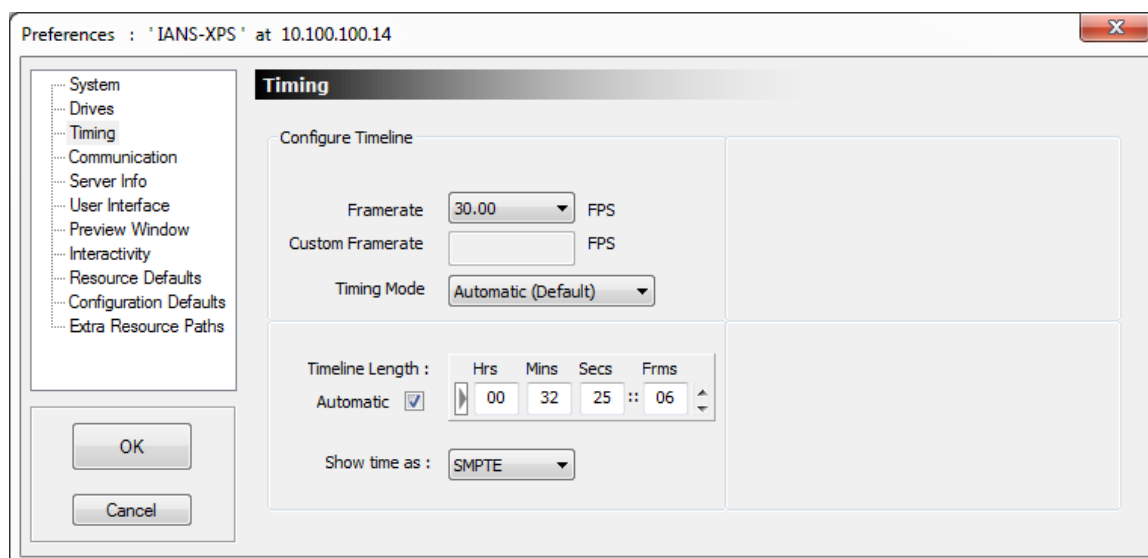 Preferences : ' IANS-XPS ' at 10.100.100.14
X
System
Drives
Timing
Communication
Server Info
User Interface
Preview Window
Interactivity
Resource Defaults
Configuration Defaults
Extra Resource Paths
OK
Cancel
Timing
Configure Timeline
Framerate 30.00 FPS
Custom Framerate FPS
Timing Mode Automatic (Default)
Timeline Length : Hrs Mins Secs Frms
Automatic 00 32 25 :: 06
Show time as : SMPTE